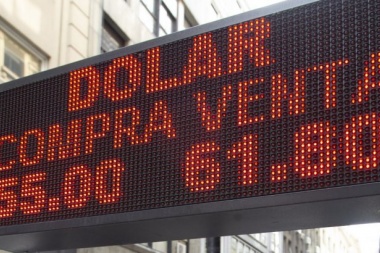 DOLAR
COMPRA VENTA
55.00 61.80